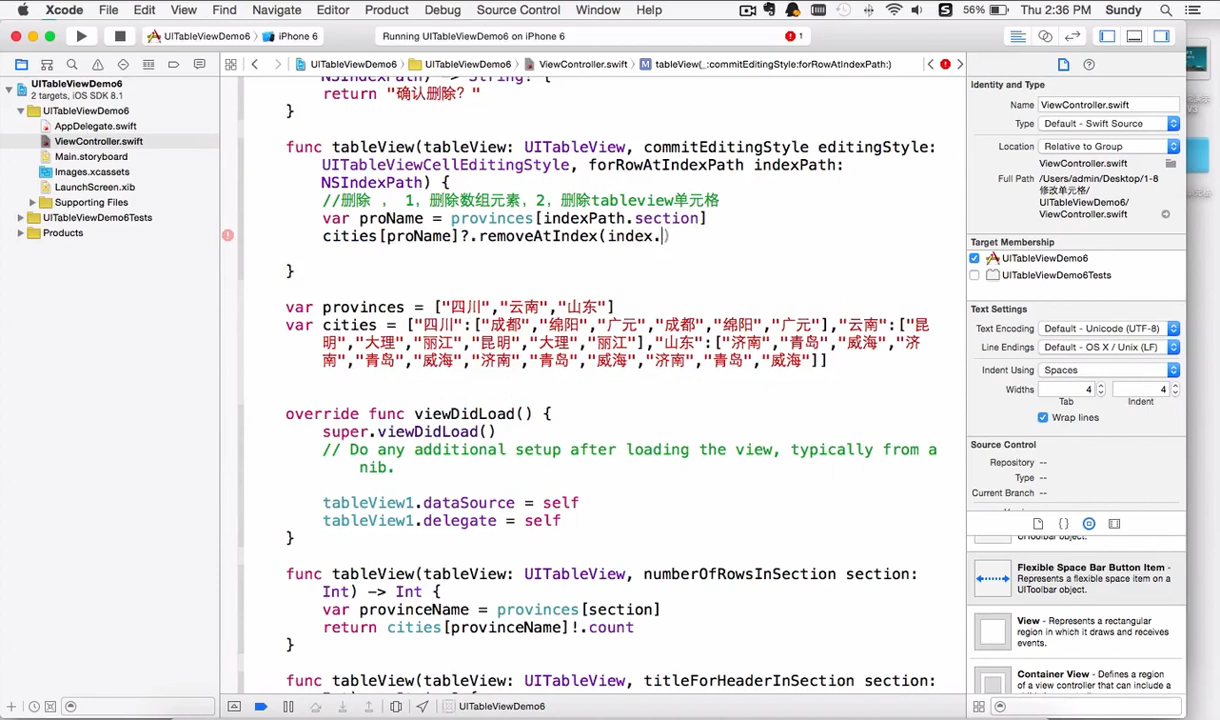 Xcode File Edit View Find Navigate Editor Product Debug Source Control Window Help 56% Thu 2:36 PM Sundy
UITableViewDemo6 iPhone 6 Running UITableViewDemo6 on iPhone 6 1
UITableViewDemo6 UITableViewDemo6 ViewController.swift M tableView(_:commitEditingStyle:forRowAtIndexPath:)
UITableViewDemo6
2 targets, iOS SDK 8.1
UITableViewDemo6
AppDelegate.swift
ViewController.swift
Main.storyboard
Images.xcassets
LaunchScreen.xib
Supporting Files
UITableViewDemo6Tests
Products
NSIndexPath) -> String! {
return "确认删除？"
}
func tableView(tableView: UITableView, commitEditingStyle editingStyle:
UITableViewCellEditingStyle, forRowAtIndexPath indexPath:
NSIndexPath) {
//删除 ， 1，删除数组元素，2，删除tableview单元格
var proName = provinces[indexPath.section]
cities[proName]?.removeAtIndex(index.)
}
var provinces = ["四川","云南","山东"]
var cities = ["四川":["成都","绵阳","广元","成都","绵阳","广元"],"云南":["昆
明","大理","丽江","昆明","大理","丽江"],"山东":["济南","青岛","威海","济
南","青岛","威海","济南","青岛","威海","济南","青岛","威海"]]
override func viewDidLoad() {
super.viewDidLoad()
// Do any additional setup after loading the view, typically from a
nib.
tableView1.dataSource = self
tableView1.delegate = self
}
func tableView(tableView: UITableView, numberOfRowsInSection section:
Int) -> Int {
var provinceName = provinces[section]
return cities[provinceName]!.count
}
func tableView(tableView: UITableView, titleForHeaderInSection section:
UITableViewDemo6
Identity and Type
Name ViewController.swift
Type Default - Swift Source
Location Relative to Group
ViewController.swift
Full Path /Users/admin/Desktop/1-8
修改单元格/
UITableViewDemo6/
ViewController.swift
Target Membership
UITableViewDemo6
UITableViewDemo6Tests
Text Settings
Text Encoding Default - Unicode (UTF-8)
Line Endings Default - OS X / Unix (LF)
Indent Using Spaces
Widths 4 4
Tab Indent
Wrap lines
Source Control
Repository --
Type --
Current Branch --
UIToolbar object.
Flexible Space Bar Button Item -
Represents a flexible space item on a
UIToolbar object.
View - Represents a rectangular
region in which it draws and receives
events.
Container View - Defines a region
of a view controller that can include a